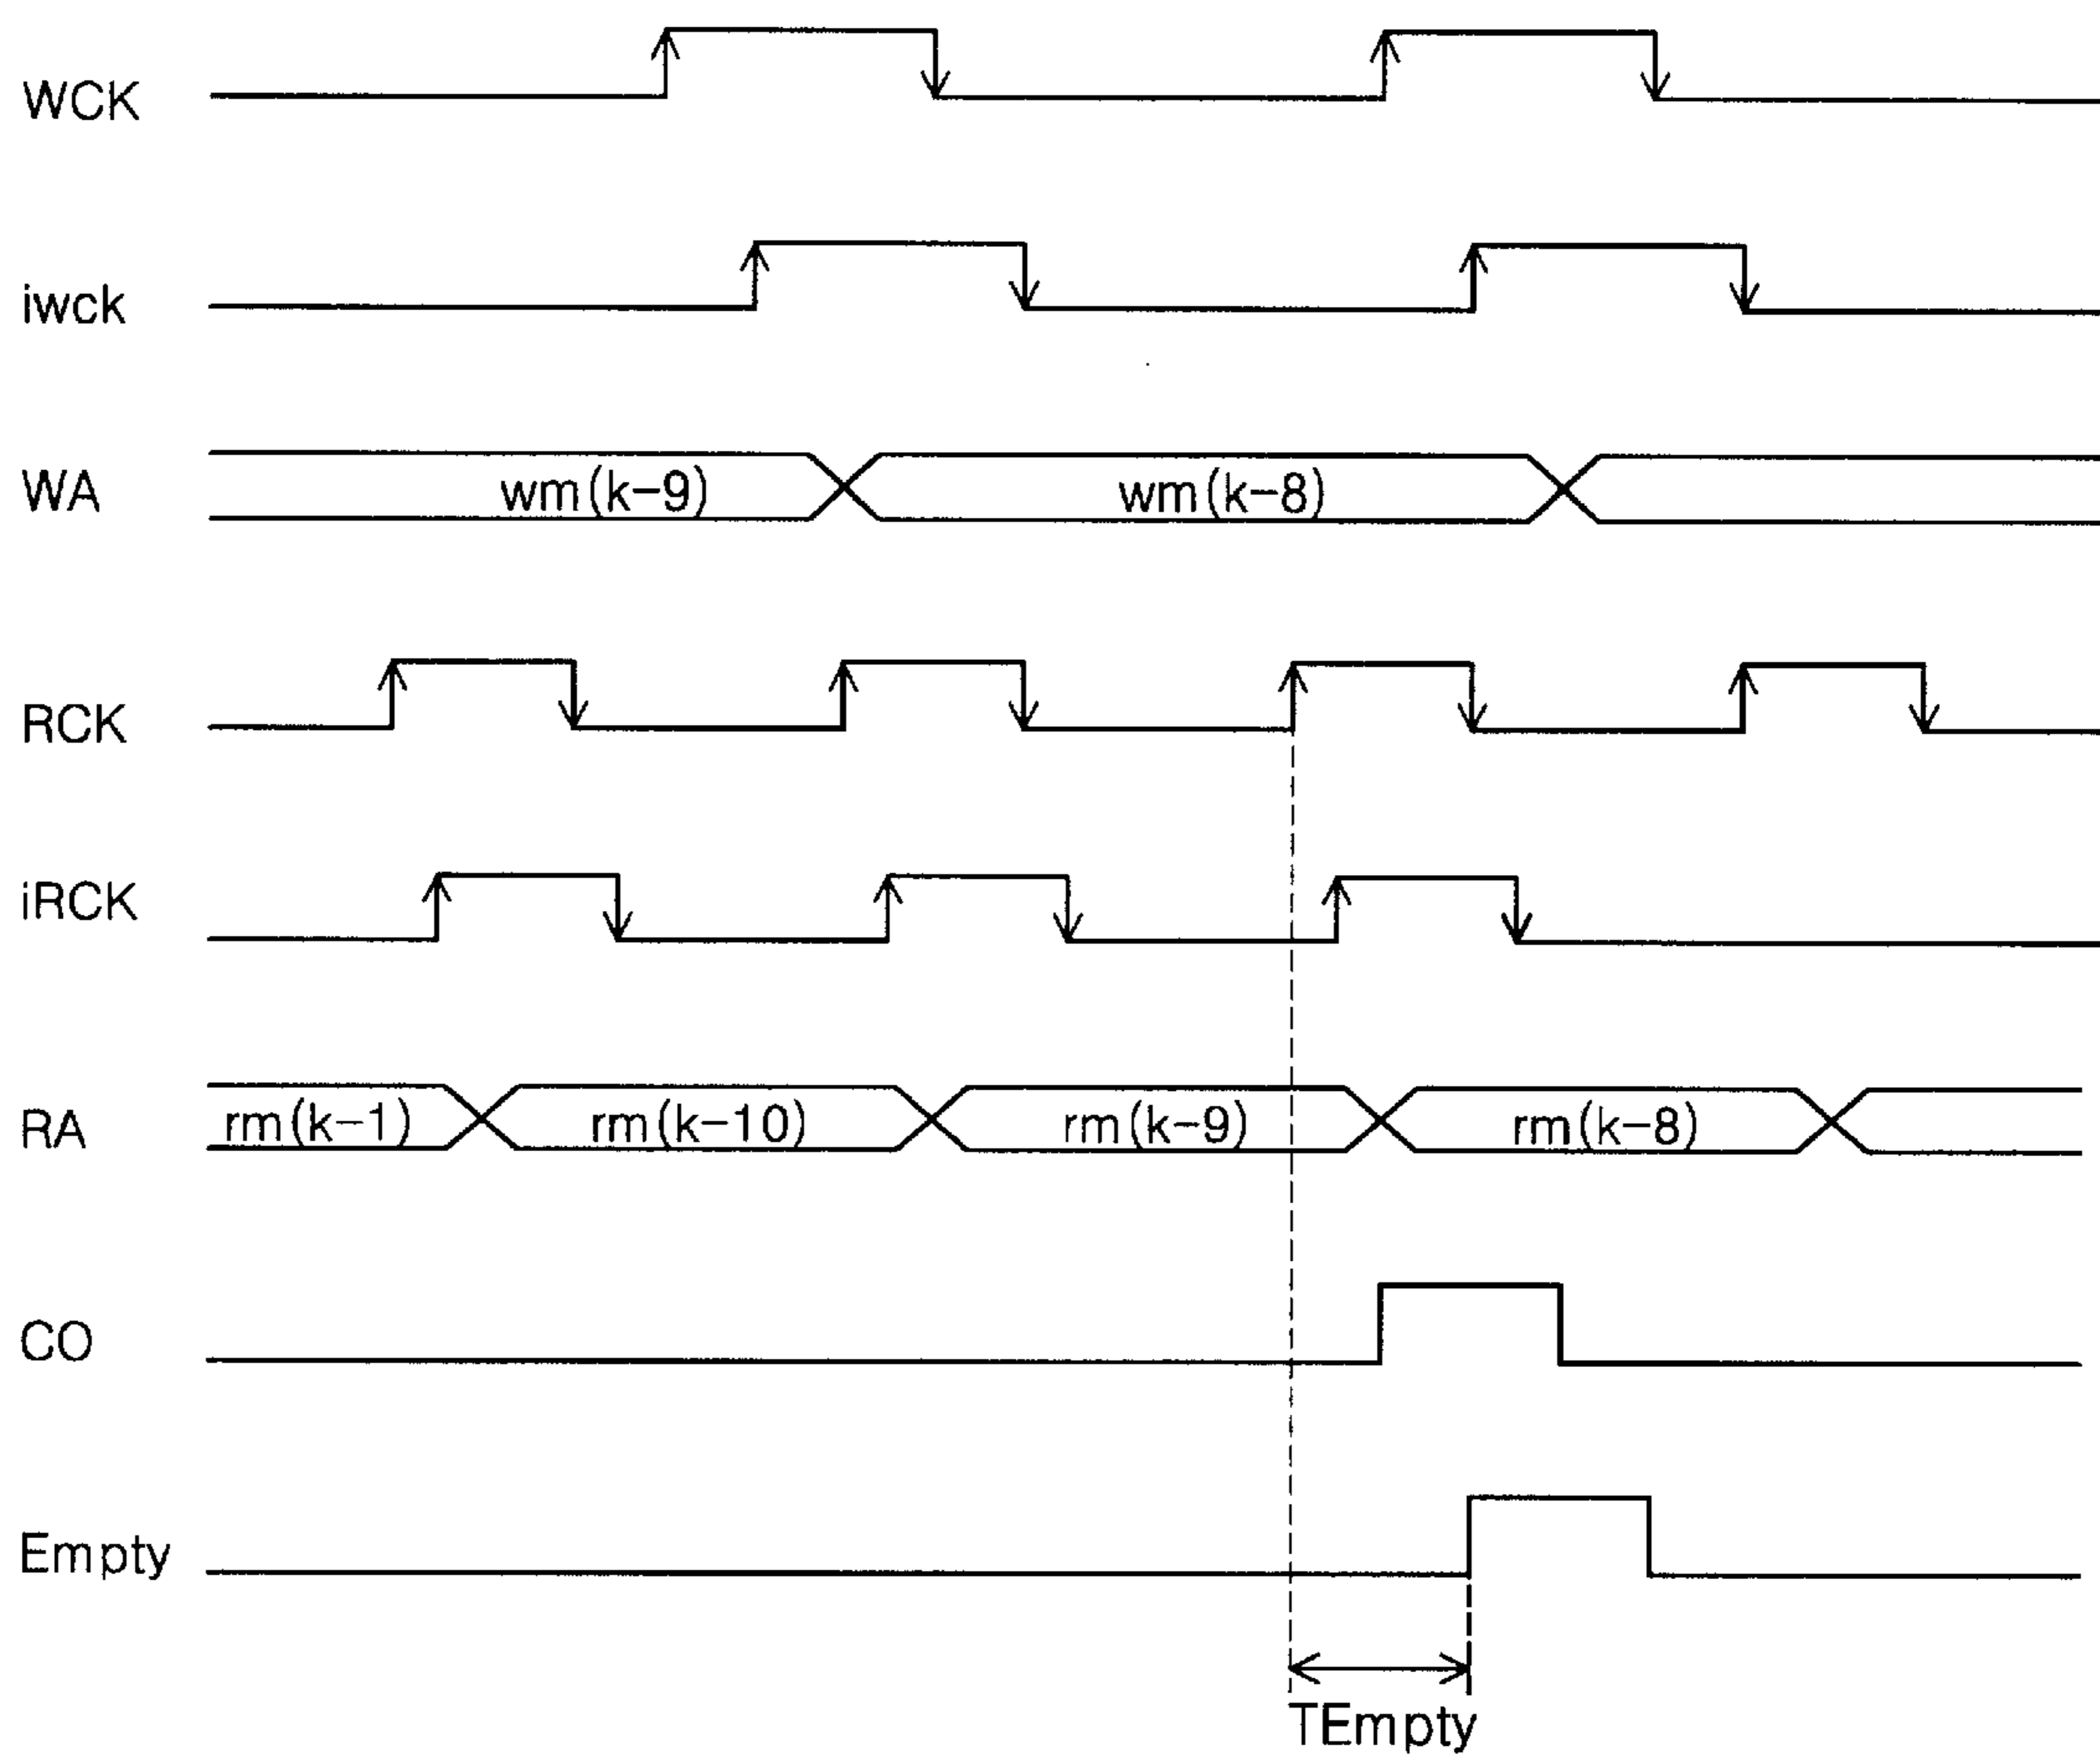 WCK
iwck
WA wm(k-9) wm(k-8)
RCK
iRCK
RA rm(k-1) rm(k-10) rm(k-9) rm(k-8)
CO
Empty
TEmpty